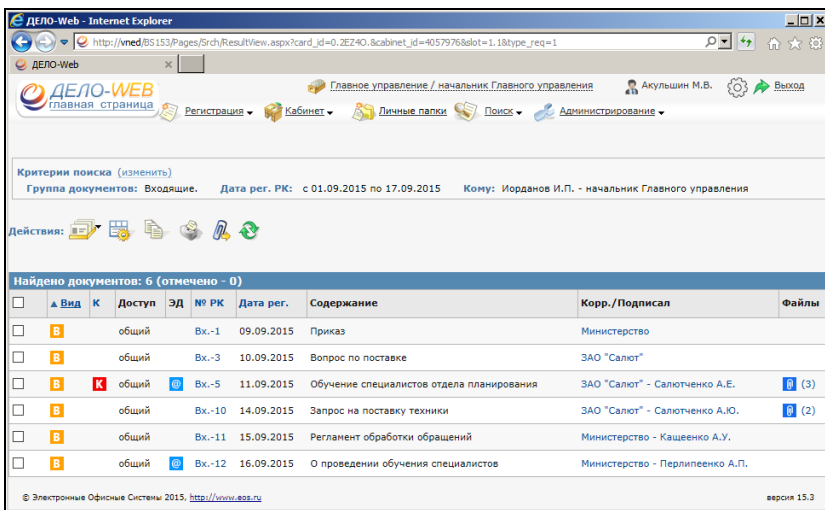 ДЕЛО-Web - Internet Explorer
http://vned/BS153/Pages/Srch/ResultView.aspx?card_id=0.2EZ4O.&cabinet_id=4057976&slot=1.1&type_req=1
ДЕЛО-Web
ДЕЛО-WEB
главная страница
Главное управление / начальник Главного управления
Акульшин М.В.
Выход
Регистрация Кабинет Личные папки Поиск Администрирование
Критерии поиска (изменить)
Группа документов: Входящие. Дата рег. РК: с 01.09.2015 по 17.09.2015 Кому: Иорданов И.П. - начальник Главного управления
Действия:
Найдено документов: 6 (отмечено - 0)
Вид К Доступ ЭД № РК Дата рег. Содержание Корр./Подписал Файлы
В общий Вх.-1 09.09.2015 Приказ Министерство
В общий Вх.-3 10.09.2015 Вопрос по поставке ЗАО "Салют"
В К общий @ Вх.-5 11.09.2015 Обучение специалистов отдела планирования ЗАО "Салют" - Салютченко А.Е. (3)
В общий Вх.-10 14.09.2015 Запрос на поставку техники ЗАО "Салют" - Салютченко А.Ю. (2)
В общий Вх.-11 15.09.2015 Регламент обработки обращений Министерство - Кащеенко А.У.
В общий @ Вх.-12 16.09.2015 О проведении обучения специалистов Министерство - Перлипеенко А.П.
© Электронные Офисные Системы 2015, http://www.eos.ru версия 15.3